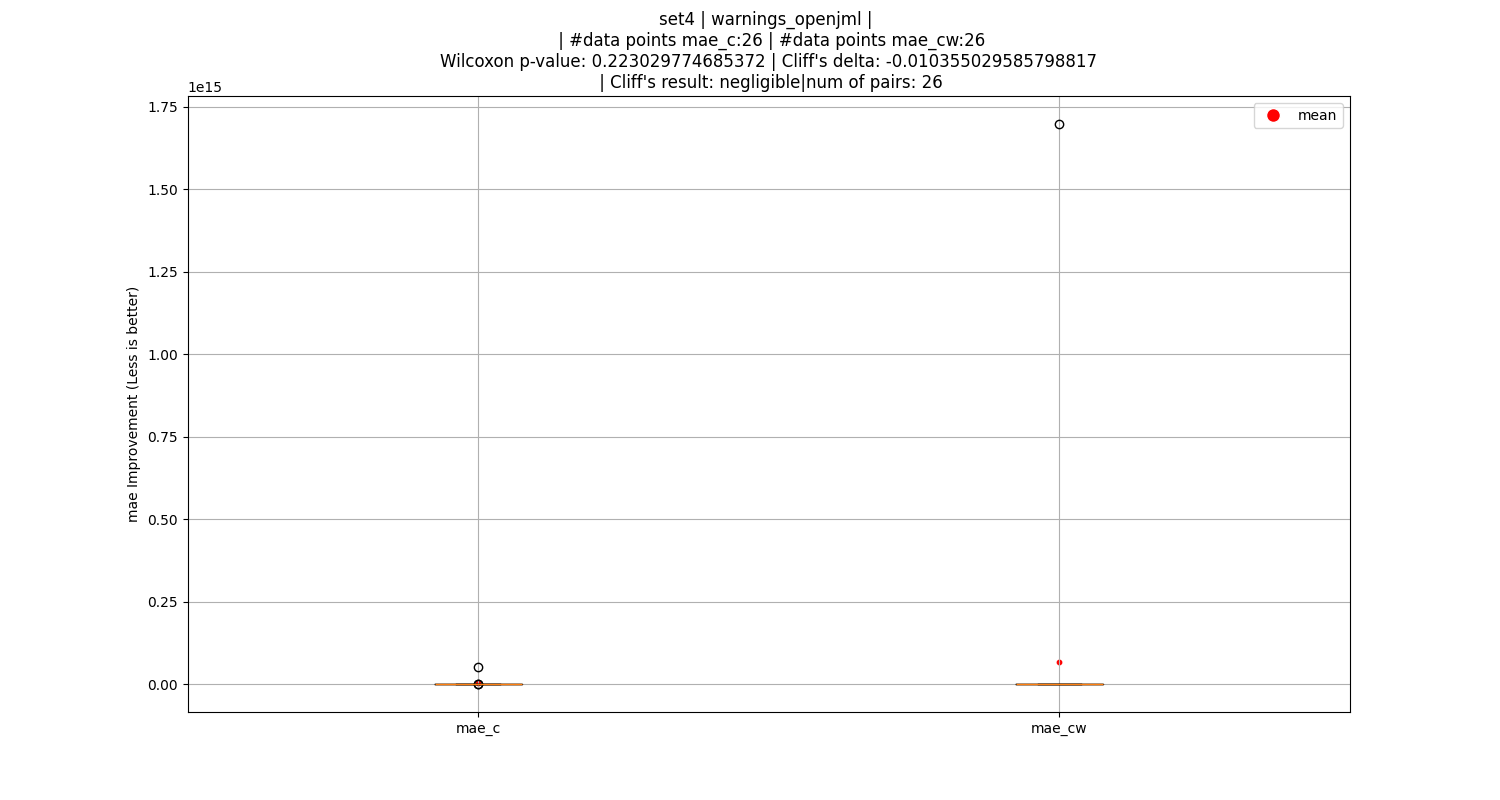 set4 | warnings_openjml |
| #data points mae_c:26 | #data points mae_cw:26
Wilcoxon p-value: 0.223029774685372 | Cliff's delta: -0.010355029585798817
| Cliff's result: negligible|num of pairs: 26
1e15
1.75
1.50
1.25
1.00
0.75
0.50
0.25
0.00
mae Improvement (Less is better)
mean
mae_c
mae_cw